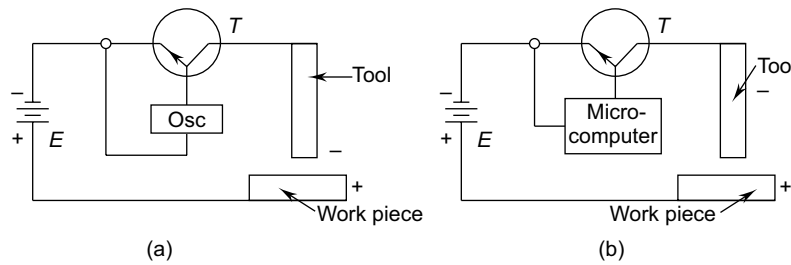 T
Tool
−
Osc
+
E
−
+
Work piece
(a)
T
Too
−
−
Micro-
computer
+
E
+
Work piece
(b)